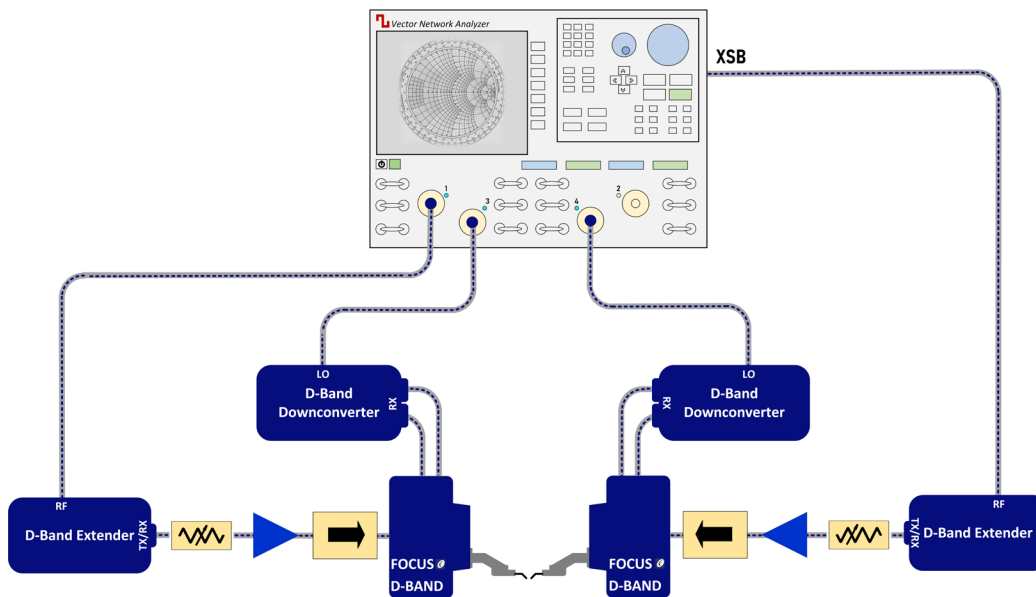 Vector Network Analyzer
XSB
1
3
4
2
LO
D-Band
Downconverter
RX
LO
D-Band
Downconverter
RX
RF
D-Band Extender
TX/RX
FOCUS
D-BAND
FOCUS
D-BAND
RF
D-Band Extender
TX/RX